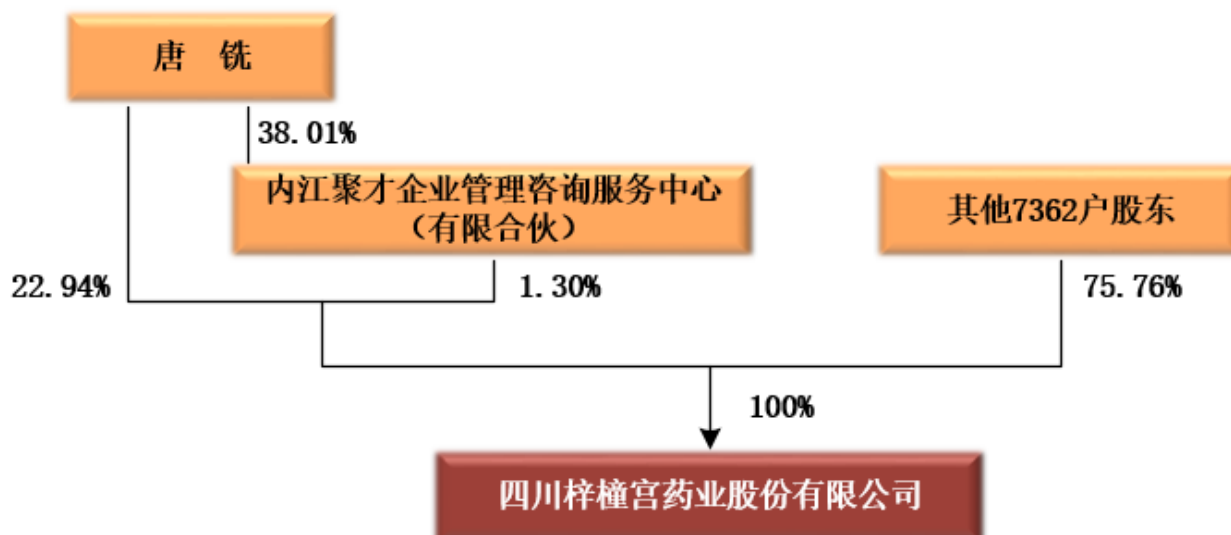 唐　铣
38.01%
内江聚才企业管理咨询服务中心
（有限合伙）
其他7362户股东
22.94%
1.30%
75.76%
100%
四川梓橦宫药业股份有限公司